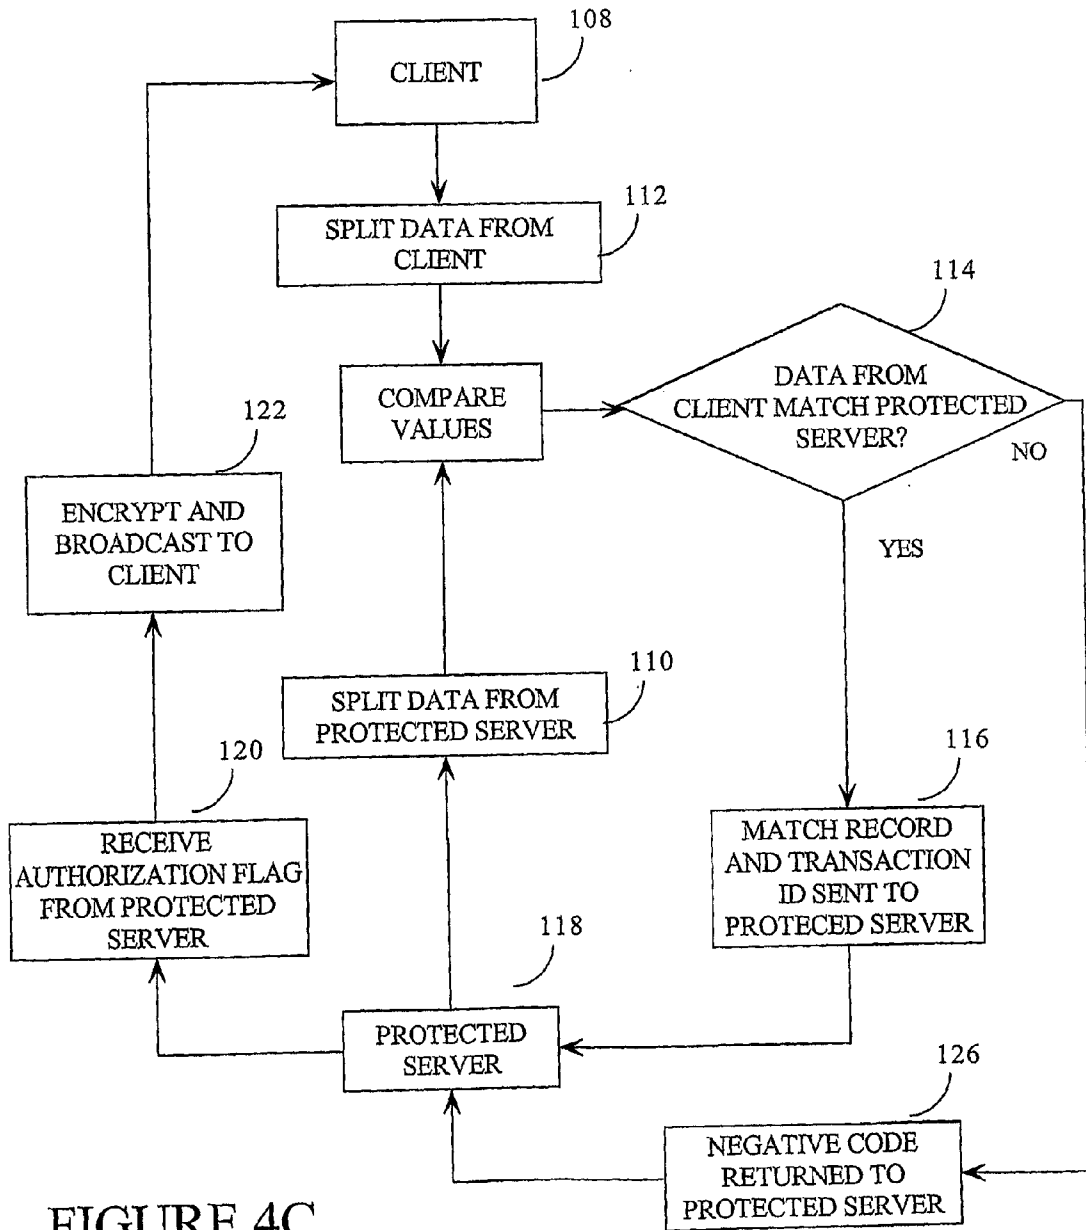 108
CLIENT
112
SPLIT DATA FROM
CLIENT
114
DATA FROM
CLIENT MATCH PROTECTED
SERVER?
COMPARE
VALUES
122
NO
ENCRYPT AND
BROADCAST TO
CLIENT
YES
110
SPLIT DATA FROM
PROTECTED SERVER
120
116
RECEIVE
AUTHORIZATION FLAG
FROM PROTECTED
SERVER
MATCH RECORD
AND TRANSACTION
ID SENT TO
PROTECED SERVER
118
PROTECTED
SERVER
126
NEGATIVE CODE
RETURNED TO
PROTECTED SERVER
FIGURE 4C